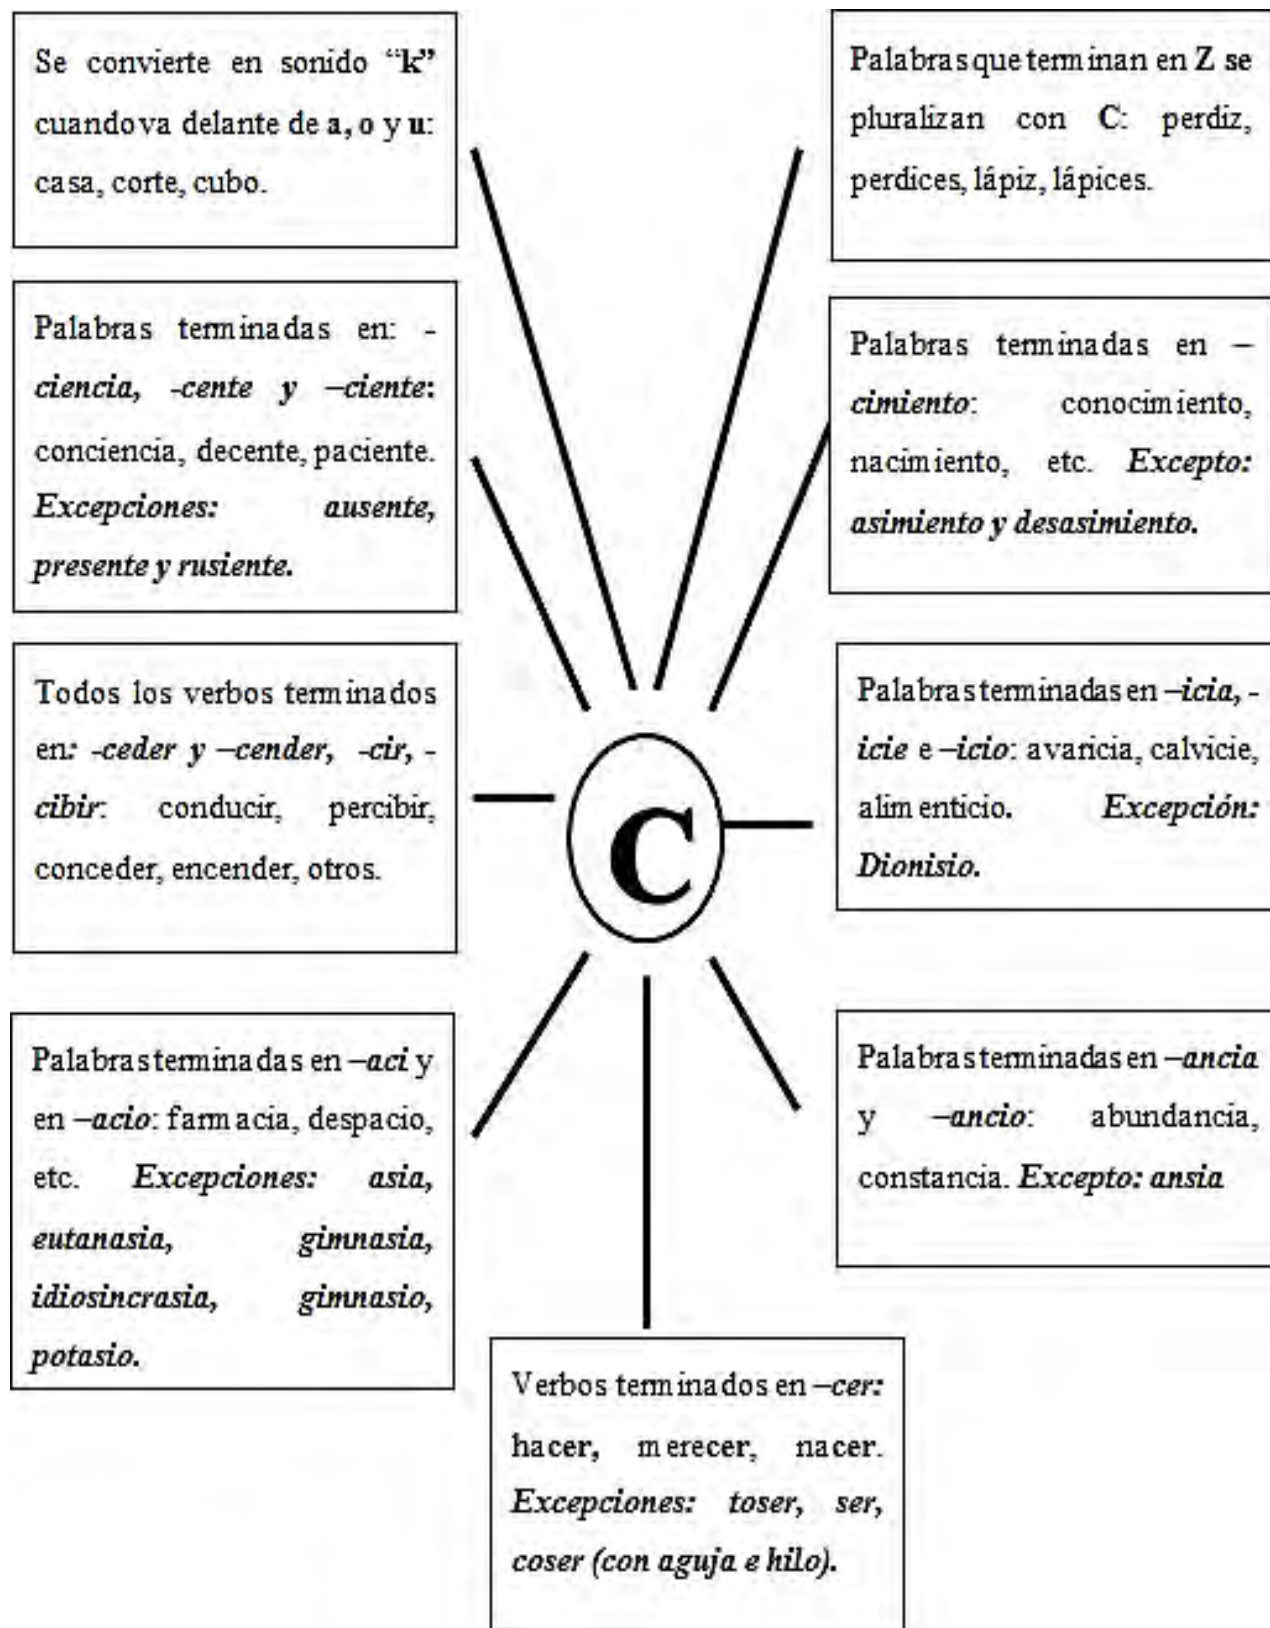 Se convierte en sonido “k”
cuando va delante de a, o y u:
casa, corte, cubo.
Palabras que terminan en Z se
pluralizan con C: perdiz,
perdices, lápiz, lápices.
Palabras terminadas en: -
ciencia, -cente y –ciente:
conciencia, decente, paciente.
Excepciones: ausente,
presente y rusiente.
Palabras terminadas en –
cimiento: conocimiento,
nacimiento, etc. Excepto:
asimiento y desasimiento.
Todos los verbos terminados
en: -ceder y –cender, -cir, -
cibir: conducir, percibir,
conceder, encender, otros.
C
Palabras terminadas en –icia, -
icie e –icio: avaricia, calvicie,
alimenticio. Excepción:
Dionisio.
Palabras terminadas en –aci y
en –acio: farmacia, despacio,
etc. Excepciones: asia,
eutanasia, gimnasia,
idiosincrasia, gimnasio,
potasio.
Palabras terminadas en –ancia
y –ancio: abundancia,
constancia. Excepto: ansia
Verbos terminados en –cer:
hacer, merecer, nacer.
Excepciones: toser, ser,
coser (con aguja e hilo).